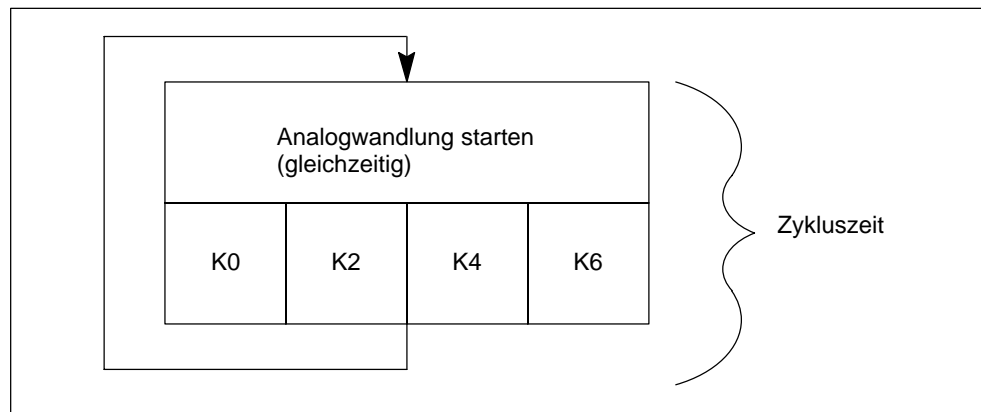 Analogwandlung starten
(gleichzeitig)
K0 K2 K4 K6
Zykluszeit